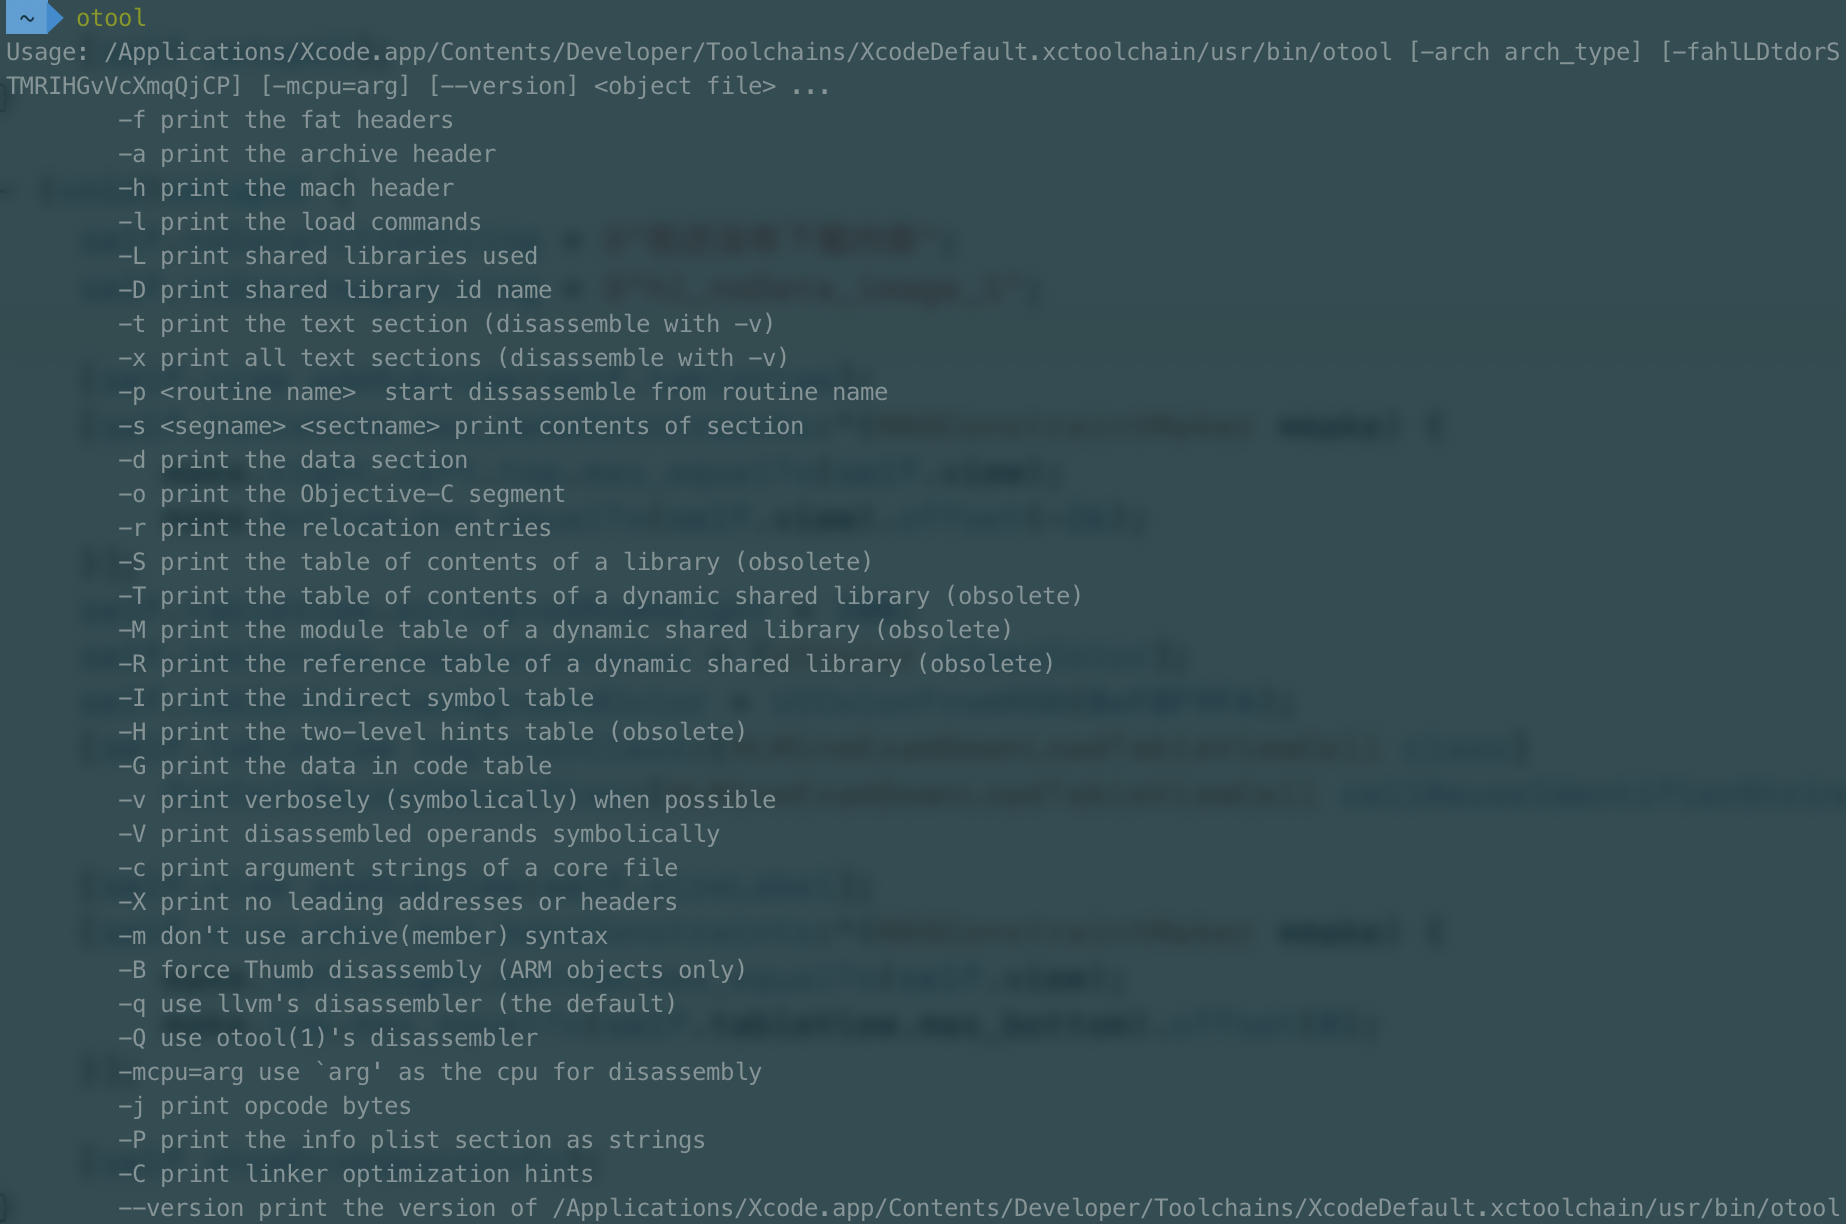 ~ otool
Usage: /Applications/Xcode.app/Contents/Developer/Toolchains/XcodeDefault.xctoolchain/usr/bin/otool [-arch arch_type] [-fahlLDtdorS
TMRIHGvVcXmqQjCP] [-mcpu=arg] [--version] <object file> ...
-f print the fat headers
-a print the archive header
-h print the mach header
-l print the load commands
-L print shared libraries used
-D print shared library id name
-t print the text section (disassemble with -v)
-x print all text sections (disassemble with -v)
-p <routine name>  start dissassemble from routine name
-s <segname> <sectname> print contents of section
-d print the data section
-o print the Objective-C segment
-r print the relocation entries
-S print the table of contents of a library (obsolete)
-T print the table of contents of a dynamic shared library (obsolete)
-M print the module table of a dynamic shared library (obsolete)
-R print the reference table of a dynamic shared library (obsolete)
-I print the indirect symbol table
-H print the two-level hints table (obsolete)
-G print the data in code table
-v print verbosely (symbolically) when possible
-V print disassembled operands symbolically
-c print argument strings of a core file
-X print no leading addresses or headers
-m don't use archive(member) syntax
-B force Thumb disassembly (ARM objects only)
-q use llvm's disassembler (the default)
-Q use otool(1)'s disassembler
-mcpu=arg use `arg' as the cpu for disassembly
-j print opcode bytes
-P print the info plist section as strings
-C print linker optimization hints
--version print the version of /Applications/Xcode.app/Contents/Developer/Toolchains/XcodeDefault.xctoolchain/usr/bin/otool